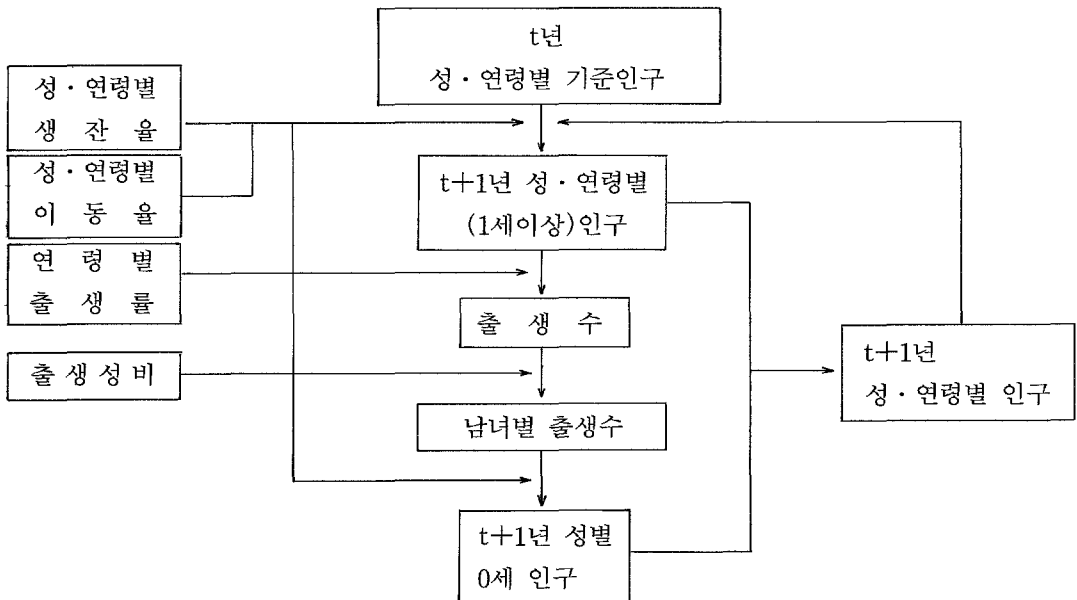 t년
성·연령별 기준인구
성·연령별
생 잔 율
성·연령별
이 동 율
연 령 별
출 생 률
출생성비
t+1년 성·연령별
(1세이상)인구
출 생 수
남녀별 출생수
t+1년 성별
0세 인구
t+1년
성·연령별 인구